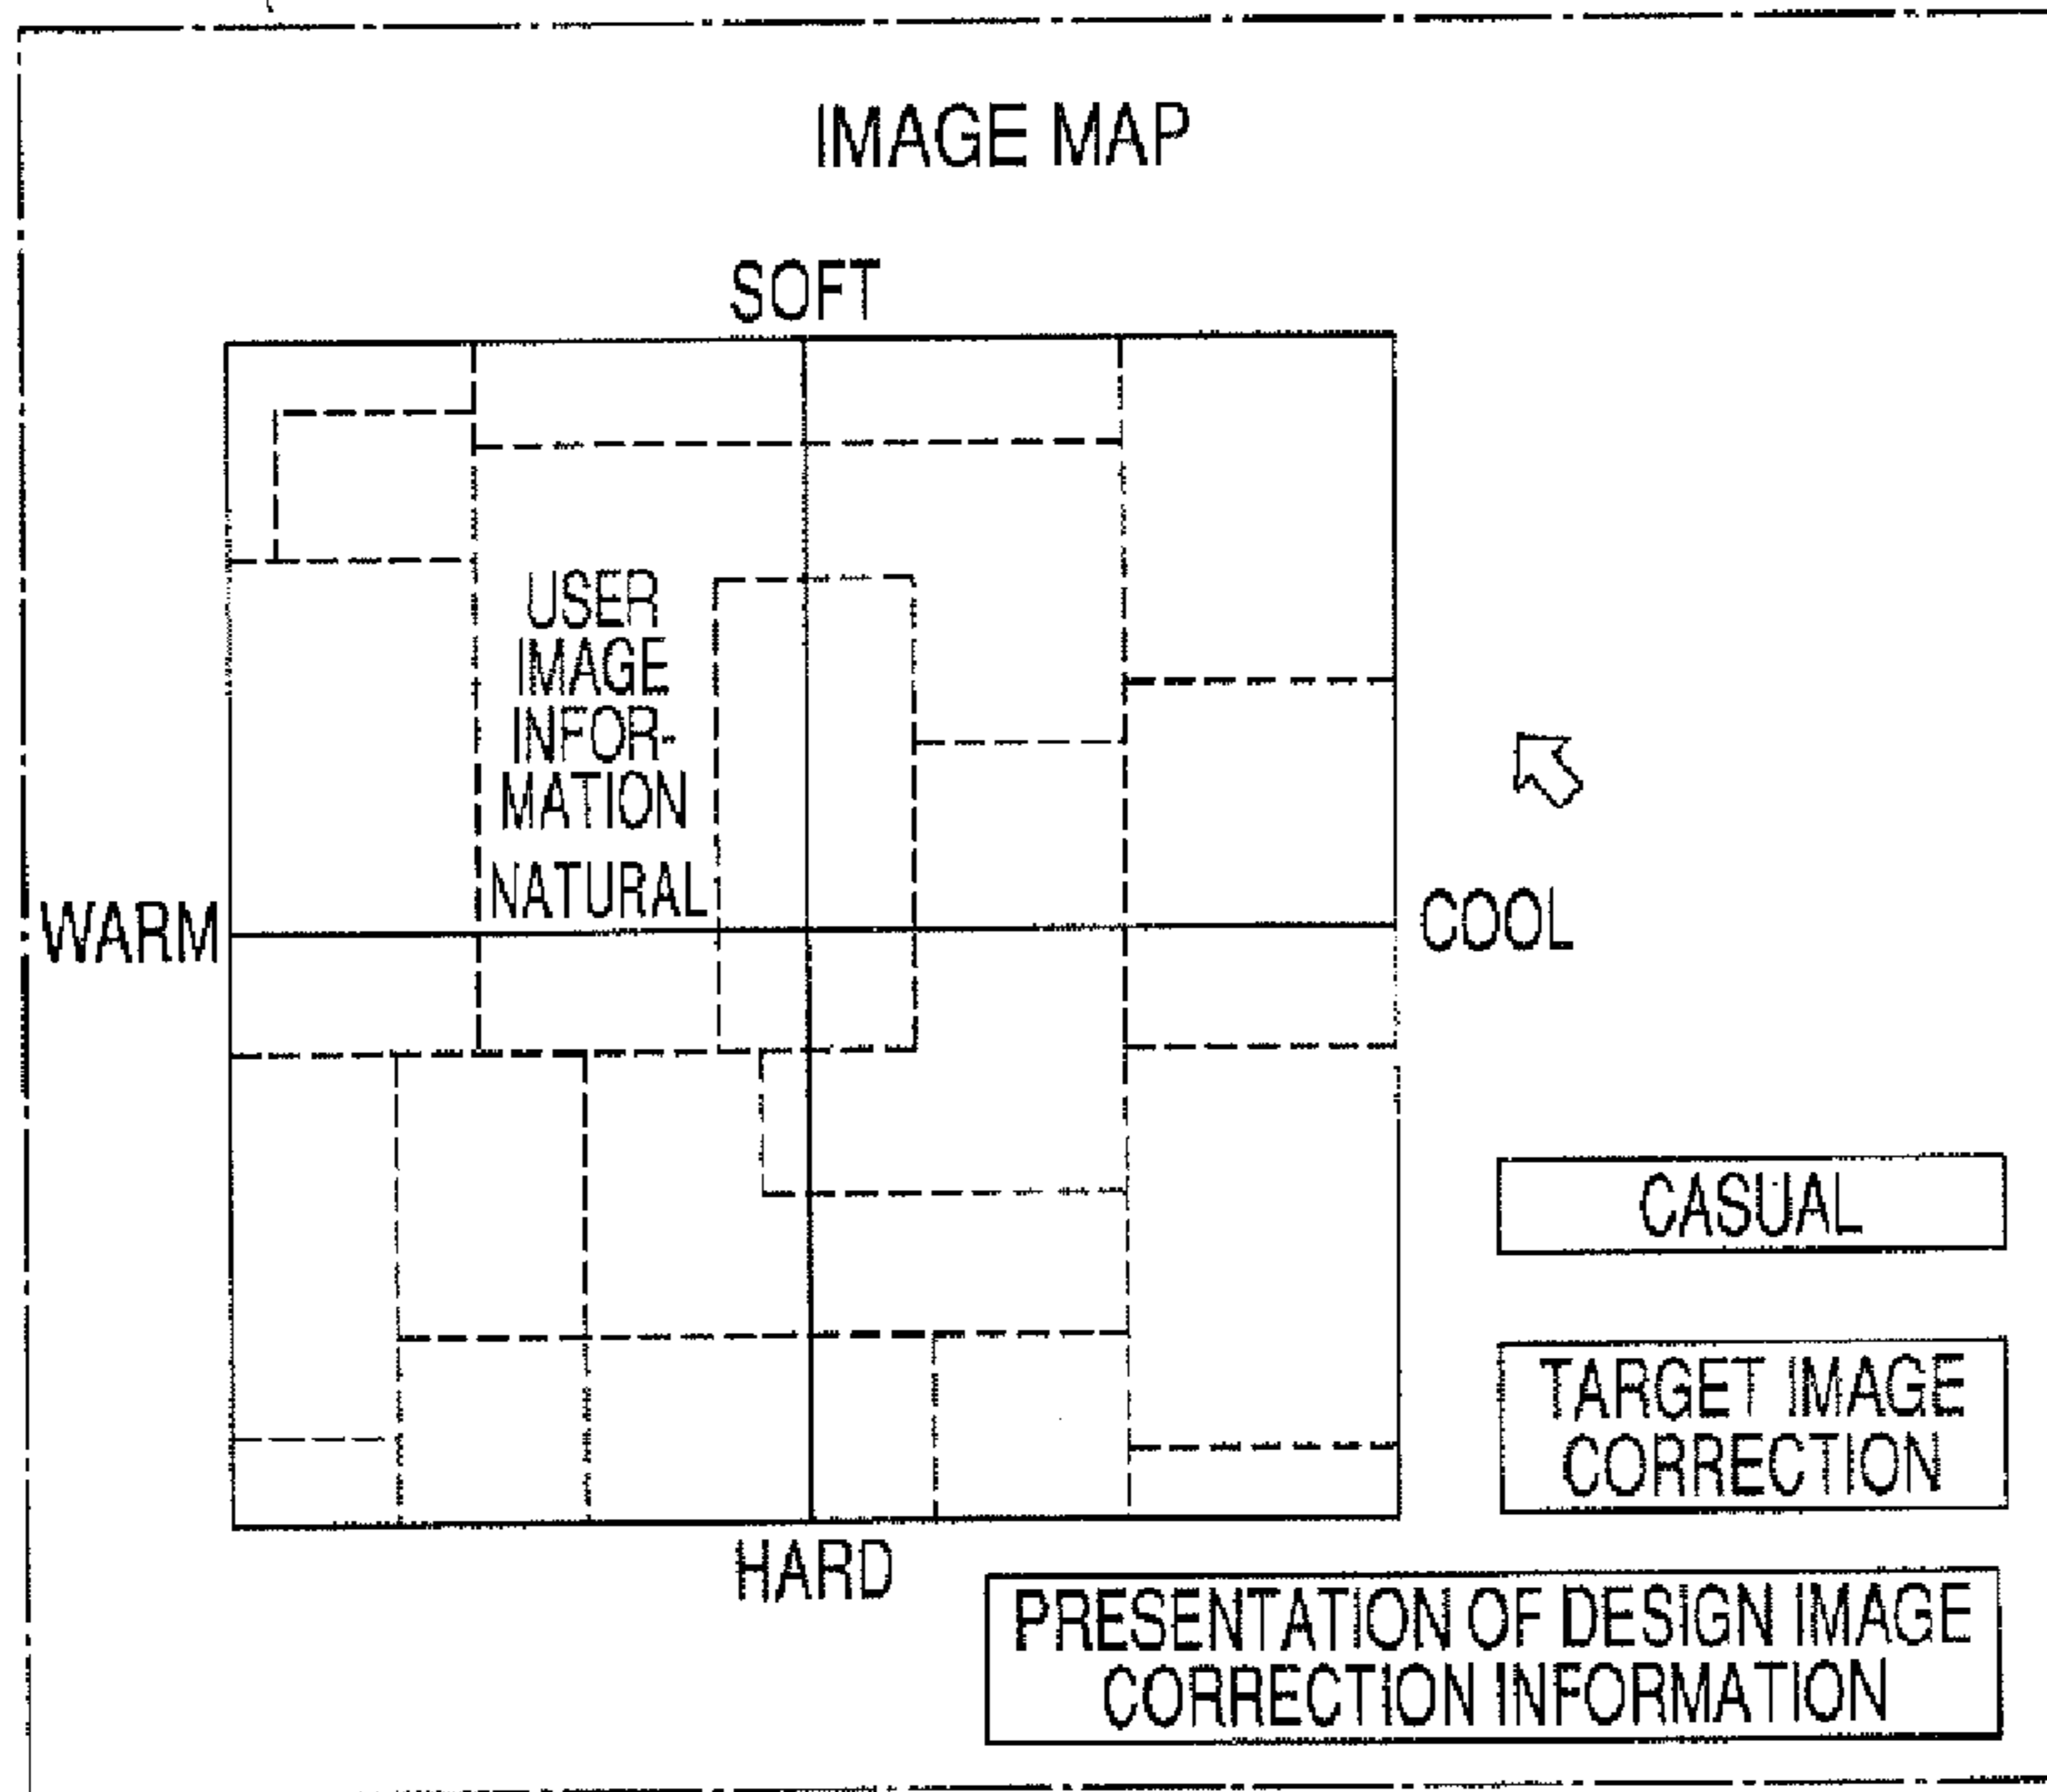 IMAGE MAP
SOFT
USER
IMAGE
INFOR-
MATION
NATURAL
WARM
COOL
CASUAL
TARGET IMAGE
CORRECTION
HARD
PRESENTATION OF DESIGN IMAGE
CORRECTION INFORMATION